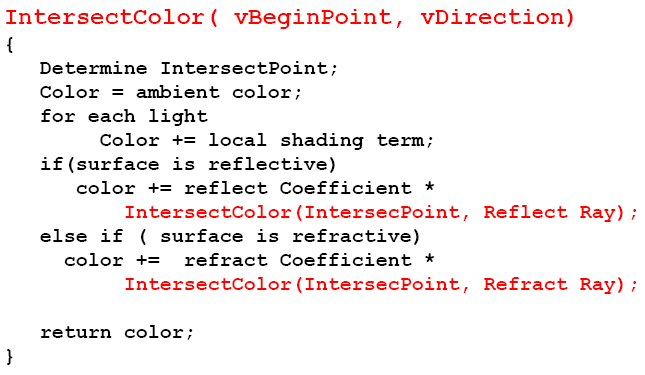 IntersectColor( vBeginPoint, vDirection)
{
Determine IntersectPoint;
Color = ambient color;
for each light
Color += local shading term;
if(surface is reflective)
color += reflect Coefficient *
IntersectColor(IntersecPoint, Reflect Ray);
else if ( surface is refractive)
color += refract Coefficient *
IntersectColor(IntersecPoint, Refract Ray);
return color;
}